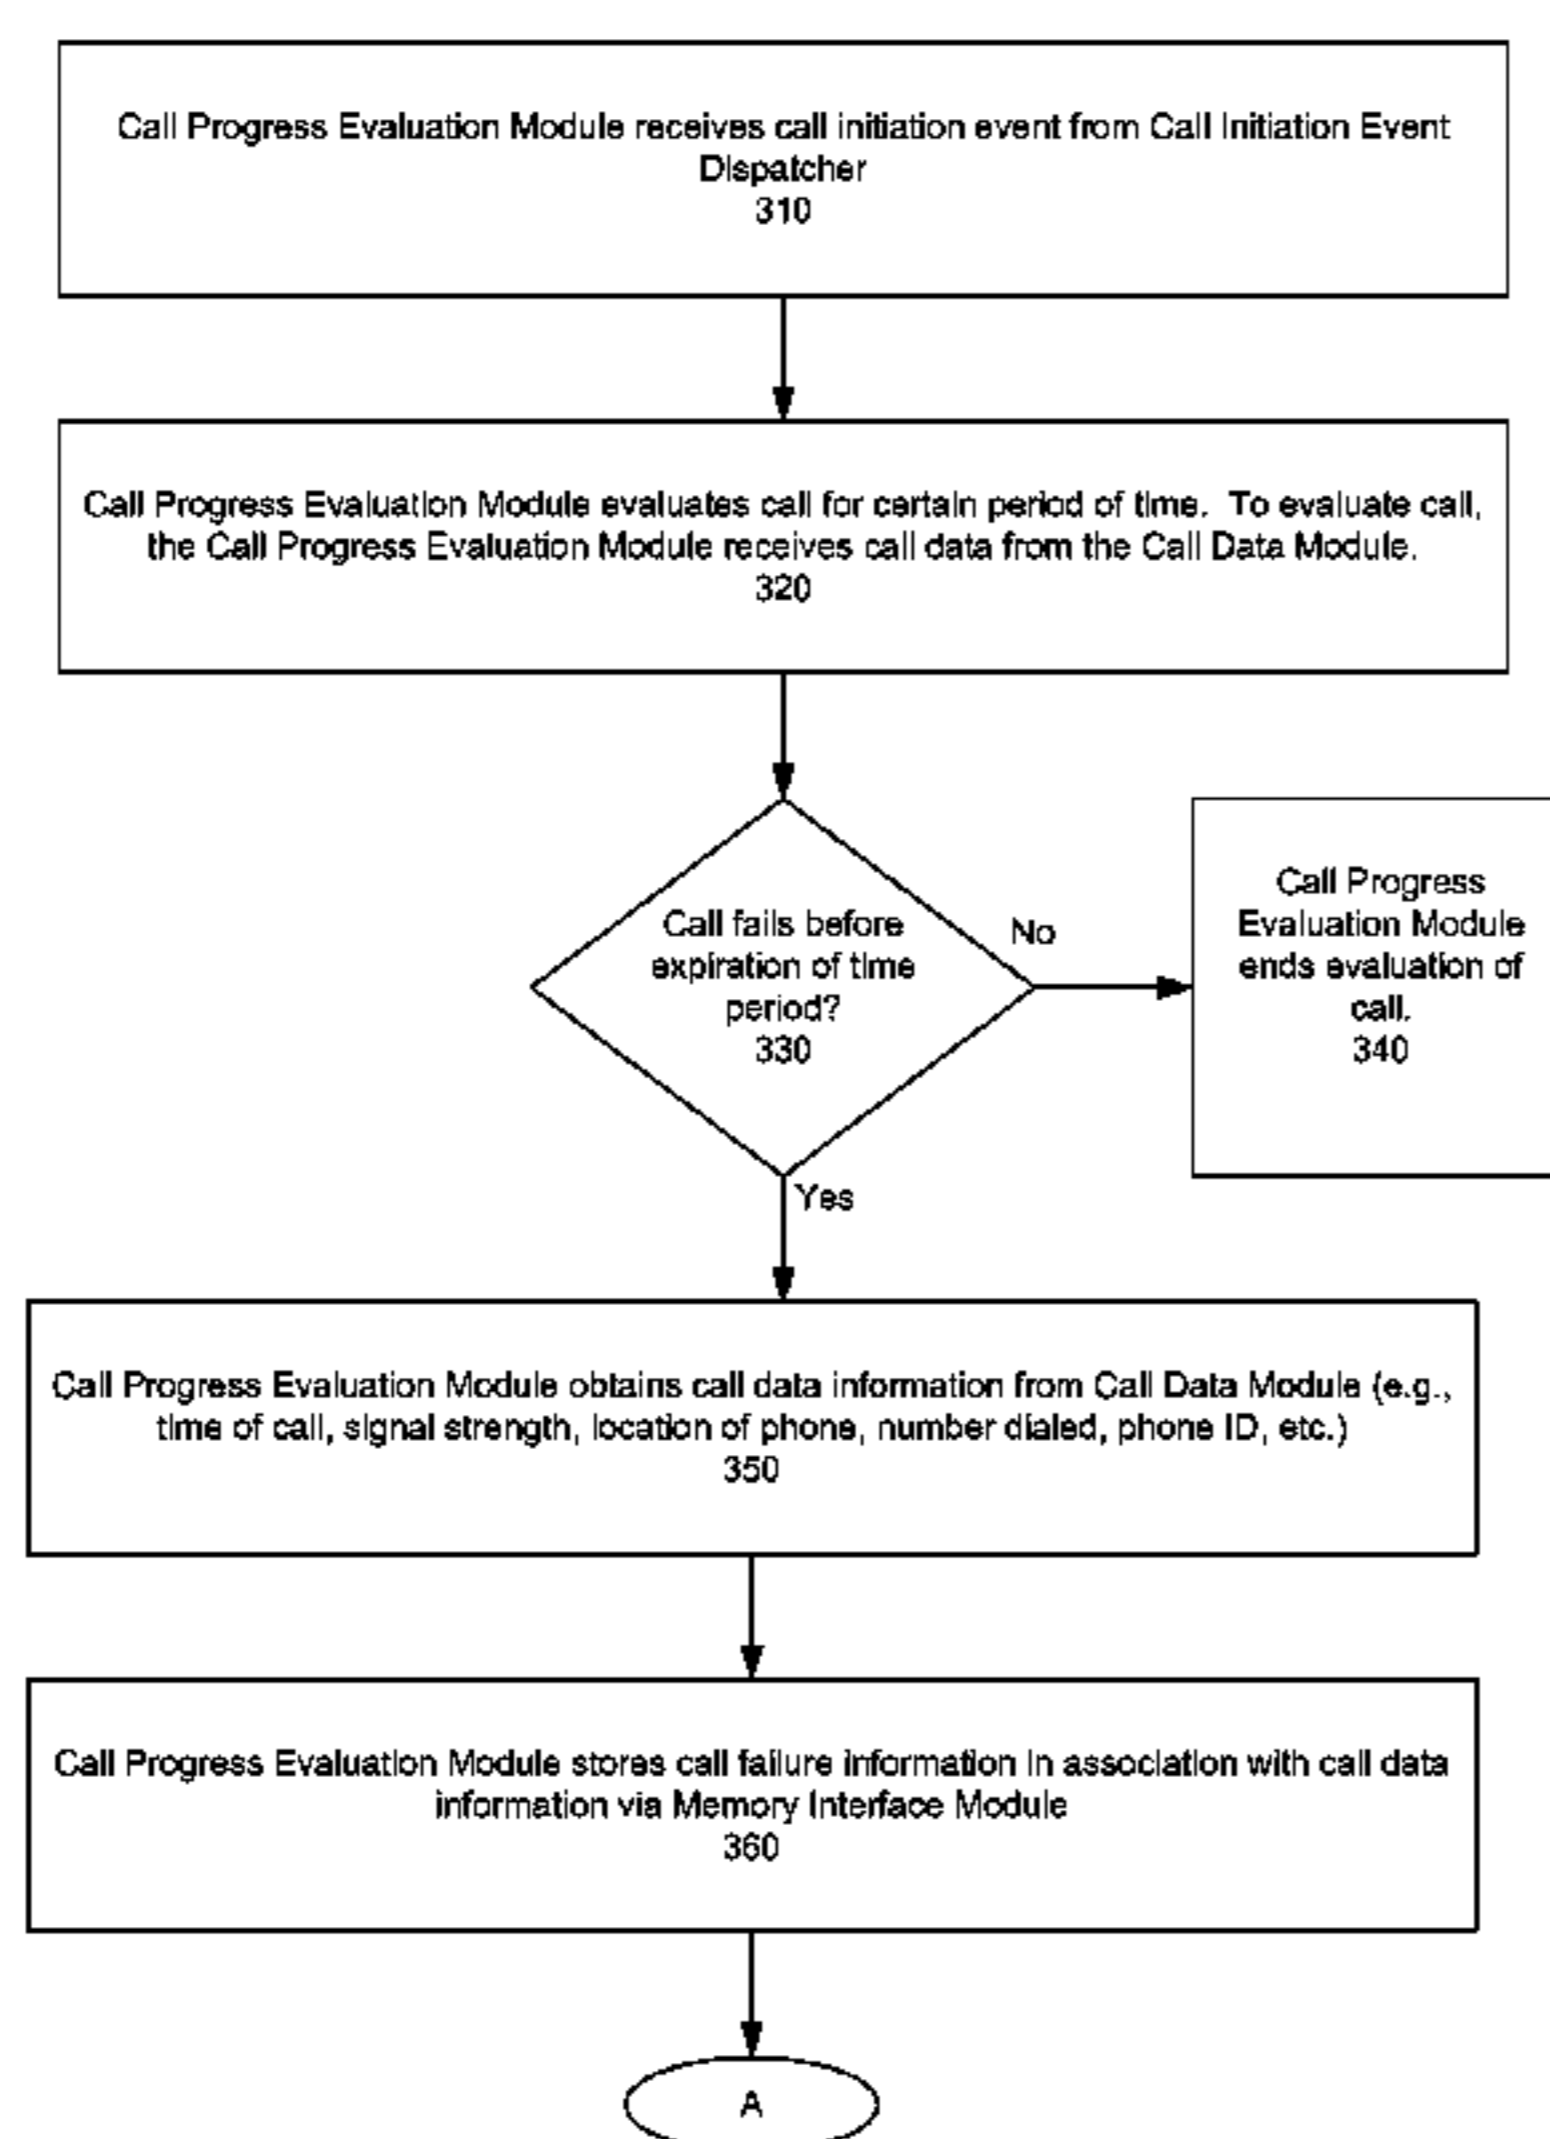 Call Progress Evaluation Module receives call initiation event from Call Initiation Event
Dispatcher
310
Call Progress Evaluation Module evaluates call for certain period of time.  To evaluate call,
the Call Progress Evaluation Module receives call data from the Call Data Module.
320
Call fails before
expiration of time
period?
330
No
Call Progress
Evaluation Module
ends evaluation of
call.
340
Yes
Call Progress Evaluation Module obtains call data information from Call Data Module (e.g.,
time of call, signal strength, location of phone, number dialed, phone ID, etc.)
350
Call Progress Evaluation Module stores call failure information in association with call data
information via Memory Interface Module
360
A